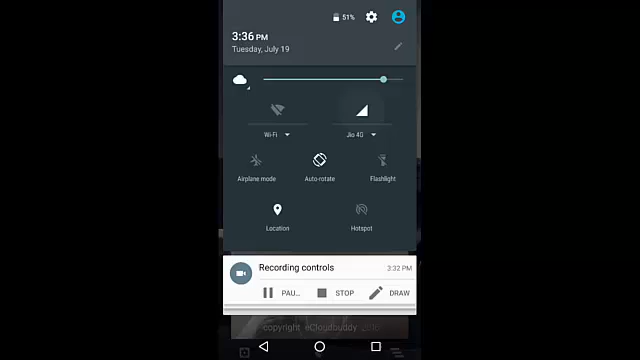 51%
3:36 PM
Tuesday, July 19
Wi-Fi
Jio 4G
Airplane mode
Auto-rotate
Flashlight
Location
Hotspot
Recording controls
3:32 PM
PAU...
STOP
DRAW
copyright eCloudbuddy